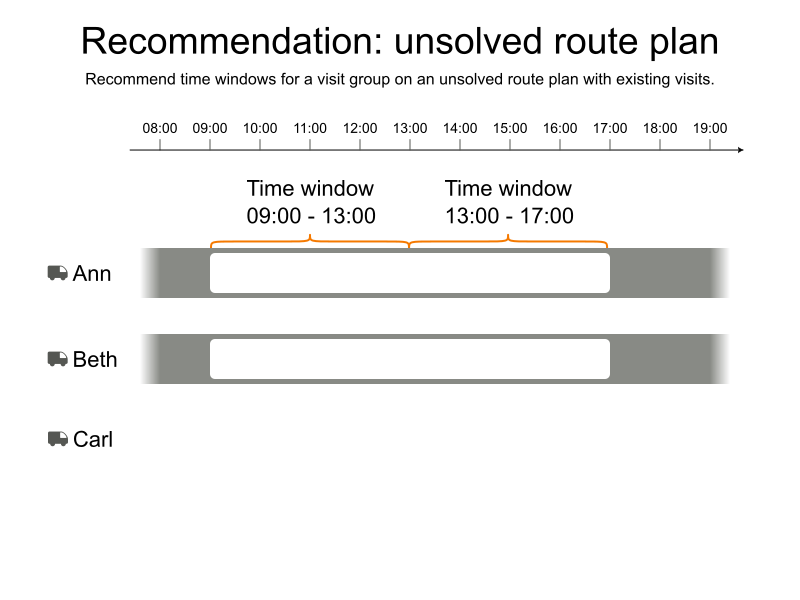 Recommendation: unsolved route plan
Recommend time windows for a visit group on an unsolved route plan with existing visits.
08:00 09:00 10:00 11:00 12:00 13:00 14:00 15:00 16:00 17:00 18:00 19:00
Time window Time window
09:00 - 13:00 13:00 - 17:00
Ann
Beth
Carl